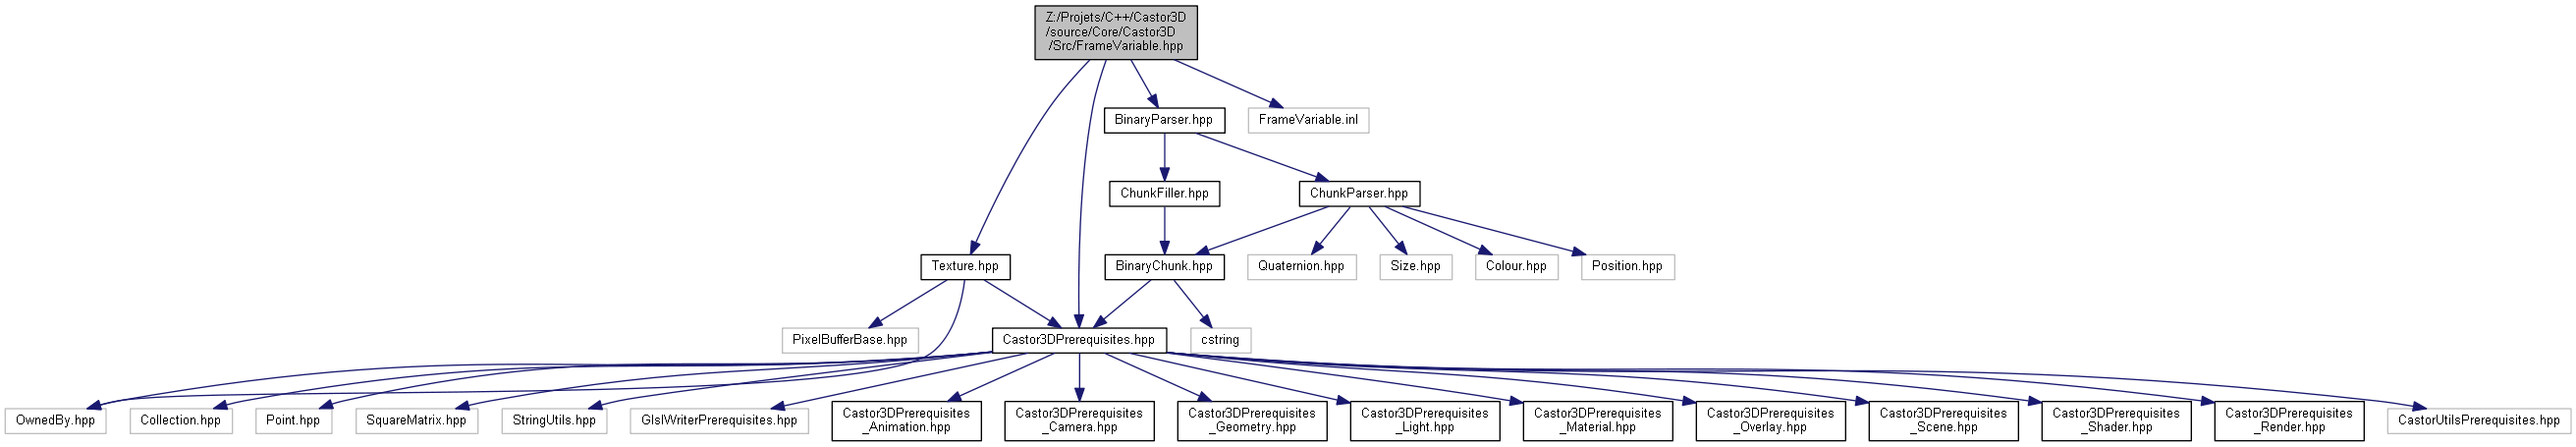 Z:/Projets/C++/Castor3D
/source/Core/Castor3D
/Src/FrameVariable.hpp
BinaryParser.hpp
FrameVariable.inl
ChunkFiller.hpp
ChunkParser.hpp
Texture.hpp
BinaryChunk.hpp
Quaternion.hpp
Size.hpp
Colour.hpp
Position.hpp
PixelBufferBase.hpp
Castor3DPrerequisites.hpp
cstring
OwnedBy.hpp
Collection.hpp
Point.hpp
SquareMatrix.hpp
StringUtils.hpp
GlslWriterPrerequisites.hpp
Castor3DPrerequisites
_Animation.hpp
Castor3DPrerequisites
_Camera.hpp
Castor3DPrerequisites
_Geometry.hpp
Castor3DPrerequisites
_Light.hpp
Castor3DPrerequisites
_Material.hpp
Castor3DPrerequisites
_Overlay.hpp
Castor3DPrerequisites
_Scene.hpp
Castor3DPrerequisites
_Shader.hpp
Castor3DPrerequisites
_Render.hpp
CastorUtilsPrerequisites.hpp